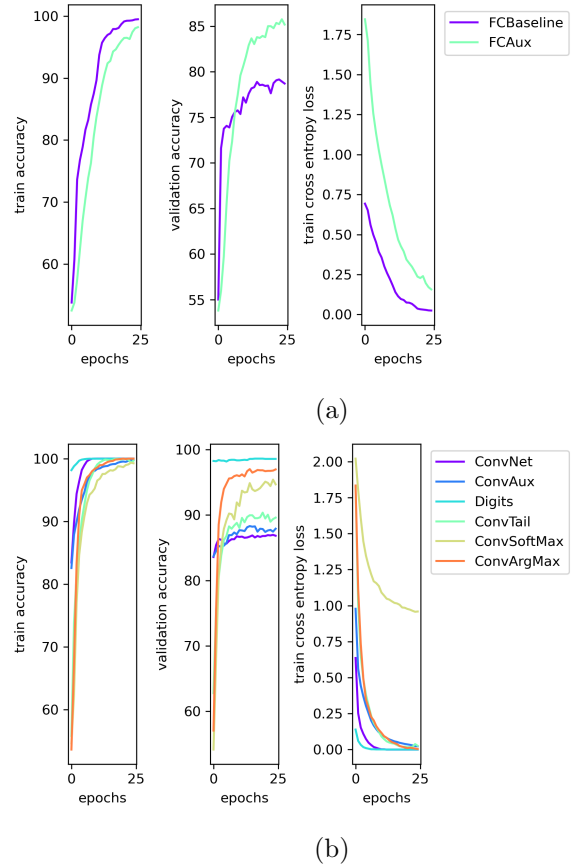 train accuracy
100
90
80
70
60
0
25
epochs
validation accuracy
85
80
75
70
65
60
55
0
25
epochs
train cross entropy loss
1.75
1.50
1.25
1.00
0.75
0.50
0.25
0.00
0
25
epochs
FCBaseline
FCAux
(a)
train accuracy
100
90
80
70
60
0
25
epochs
validation accuracy
100
90
80
70
60
0
25
epochs
train cross entropy loss
2.00
1.75
1.50
1.25
1.00
0.75
0.50
0.25
0.00
0
25
epochs
ConvNet
ConvAux
Digits
ConvTail
ConvSoftMax
ConvArgMax
(b)